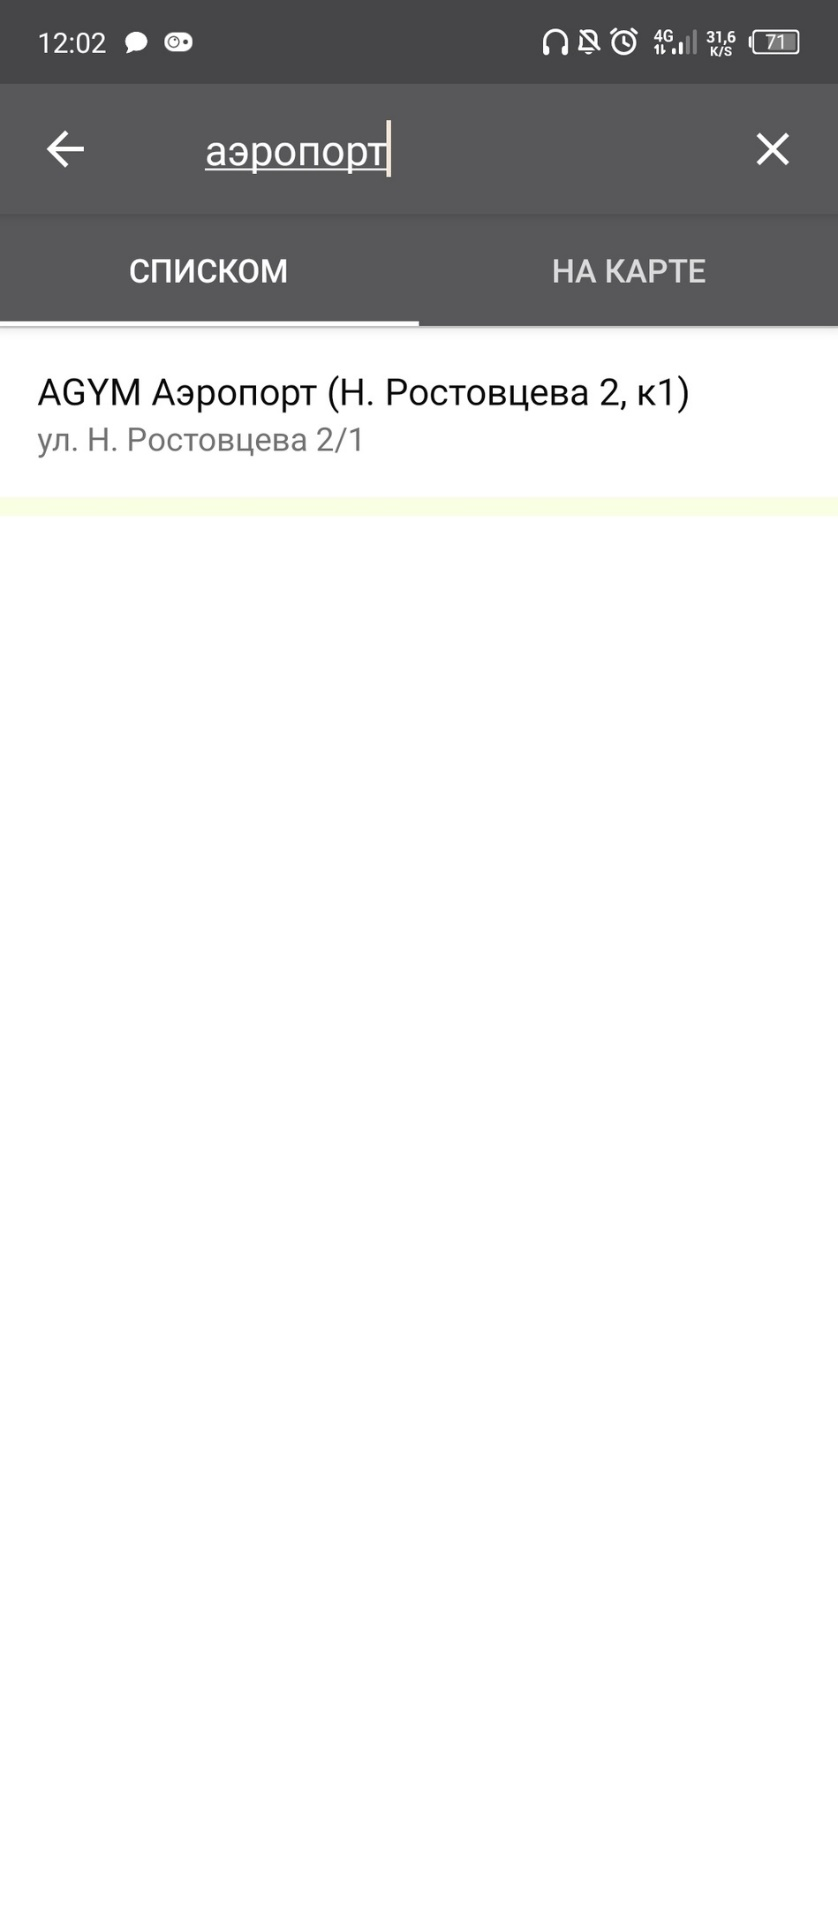 12:02
4G
31,6
K/S
71
аэропорт
СПИСКОМ
НА КАРТЕ
AGYM Аэропорт (Н. Ростовцева 2, к1)
ул. Н. Ростовцева 2/1